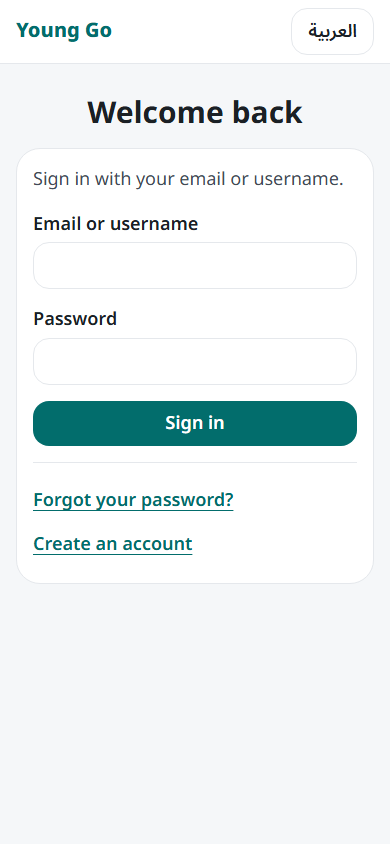 Young Go
العربية
Welcome back
Sign in with your email or username.
Email or username
Password
Sign in
Forgot your password?
Create an account